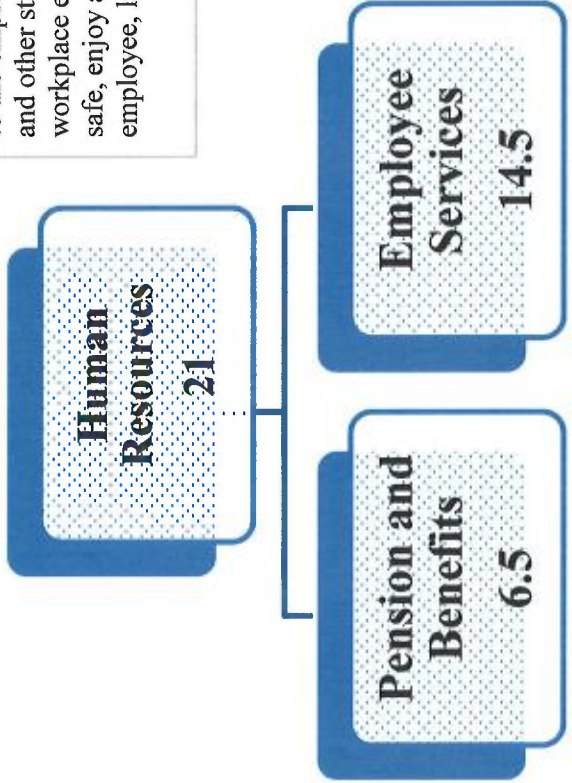 Human
Resources
21
and other st
workplace e
safe, enjoy a
employee, l
Pension and
Benefits
6.5
Employee
Services
14.5